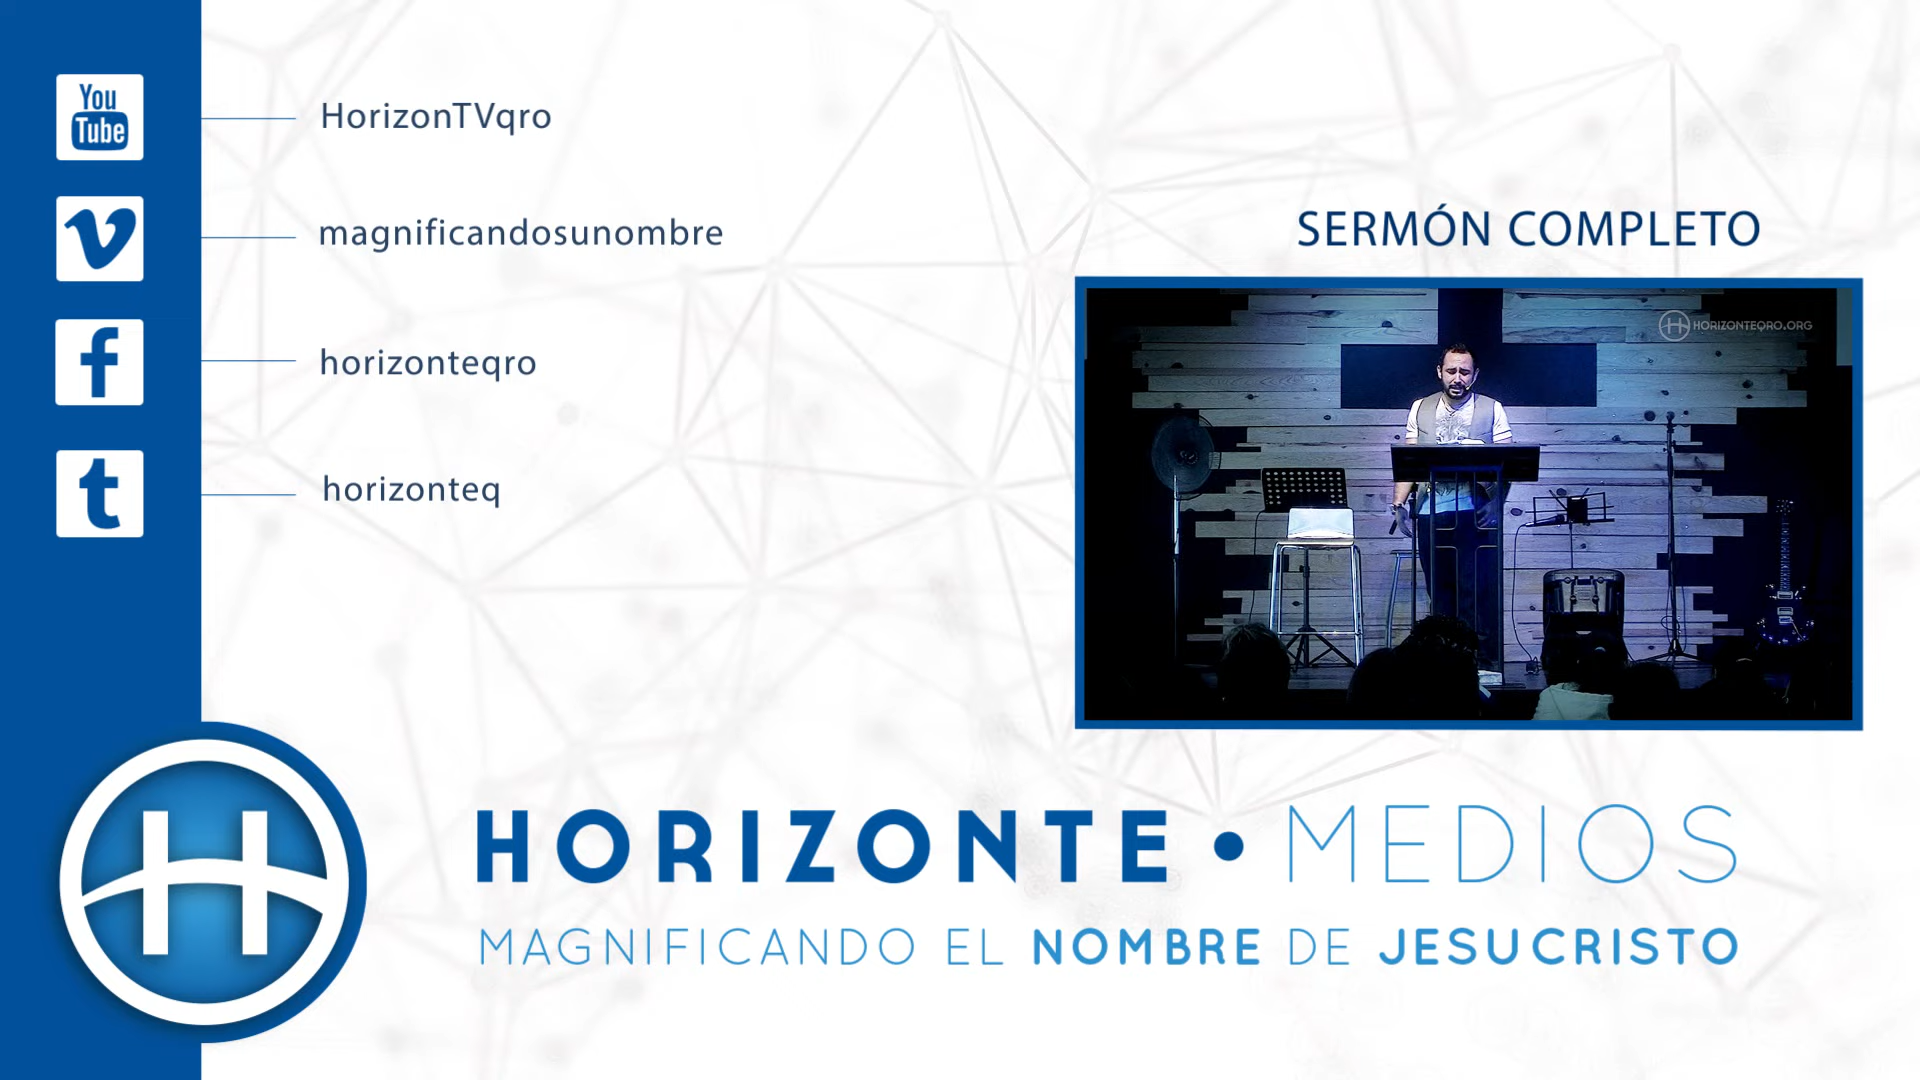 You
Tube
HorizonTVqro
magnificandosunombre
horizonteqro
horizonteq
SERMÓN COMPLETO
HORIZONTEQRO.ORG
HORIZONTE • MEDIOS
MAGNIFICANDO EL NOMBRE DE JESUCRISTO